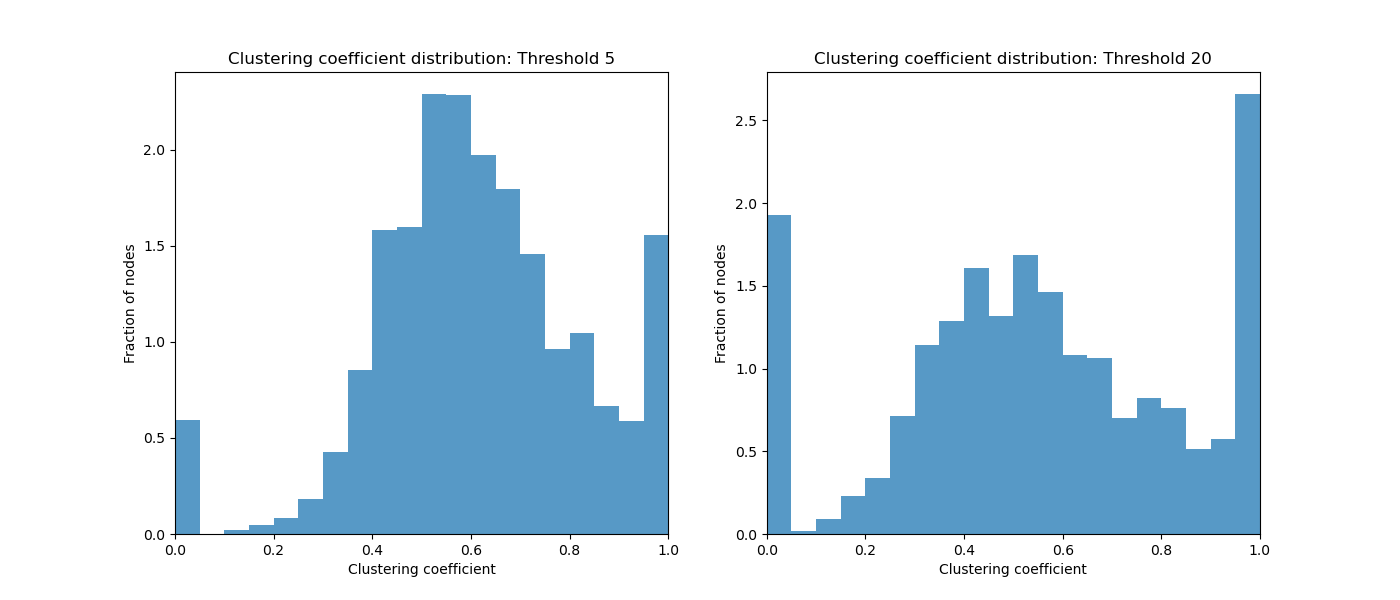 Clustering coefficient distribution: Threshold 5
Fraction of nodes
2.0
1.5
1.0
0.5
0.0
0.0 0.2 0.4 0.6 0.8 1.0
Clustering coefficient
Clustering coefficient distribution: Threshold 20
Fraction of nodes
2.5
2.0
1.5
1.0
0.5
0.0
0.0 0.2 0.4 0.6 0.8 1.0
Clustering coefficient